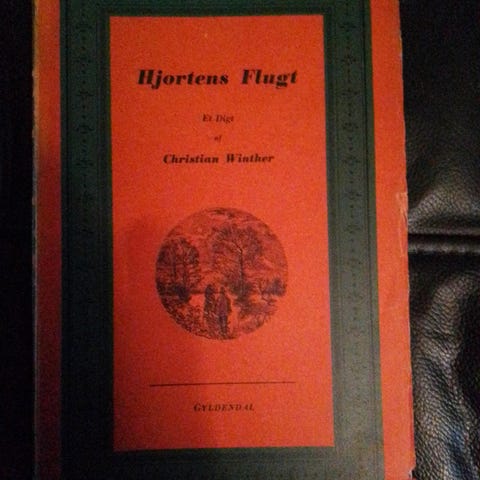 Hjortens Flugt
Et Digt
af
Christian Winther
GYLDENDAL